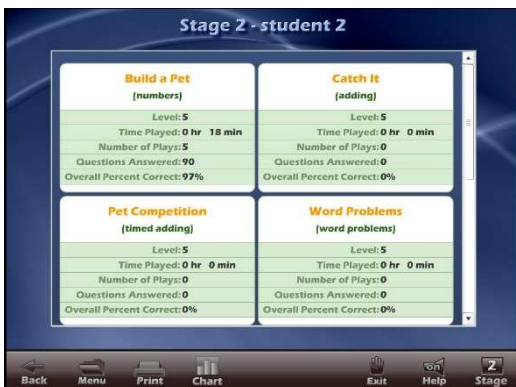 Stage 2 - student 2
Build a Pet
(numbers)
Level: 5
Time Played: 0 hr 18 min
Number of Plays: 5
Questions Answered: 90
Overall Percent Correct: 97%
Catch It
(adding)
Level: 5
Time Played: 0 hr 0 min
Number of Plays: 0
Questions Answered: 0
Overall Percent Correct: 0%
Pet Competition
(timed adding)
Level: 5
Time Played: 0 hr 0 min
Number of Plays: 0
Questions Answered: 0
Overall Percent Correct: 0%
Word Problems
(word problems)
Level: 5
Time Played: 0 hr 0 min
Number of Plays: 0
Questions Answered: 0
Overall Percent Correct: 0%
Back Menu Print Chart Exit on Help 2 Stage